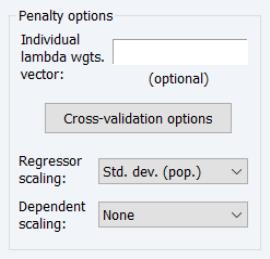 Penalty options
Individual
lambda wgts.
vector:
(optional)
Cross-validation options
Regressor
scaling:
Std. dev. (pop.)
Dependent
scaling:
None